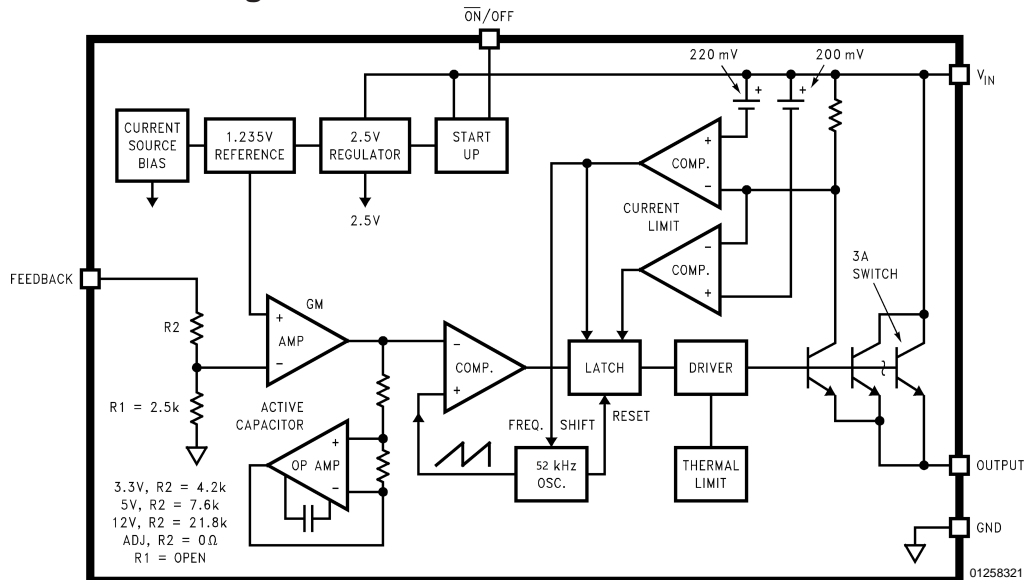 ON/OFF
220 mV
200 mV
VIN
CURRENT
SOURCE
BIAS
1.235V
REFERENCE
2.5V
REGULATOR
START
UP
2.5V
+
+
+
COMP.
−
CURRENT
LIMIT
−
COMP.
+
3A
SWITCH
FEEDBACK
R2
R1 = 2.5k
GM
+
AMP
−
ACTIVE
CAPACITOR
+
OP AMP
−
−
COMP.
+
LATCH
DRIVER
FREQ. SHIFT
RESET
52 kHz
OSC.
THERMAL
LIMIT
OUTPUT
GND
3.3V, R2 = 4.2k
5V, R2 = 7.6k
12V, R2 = 21.8k
ADJ, R2 = 0Ω
R1 = OPEN
01258321